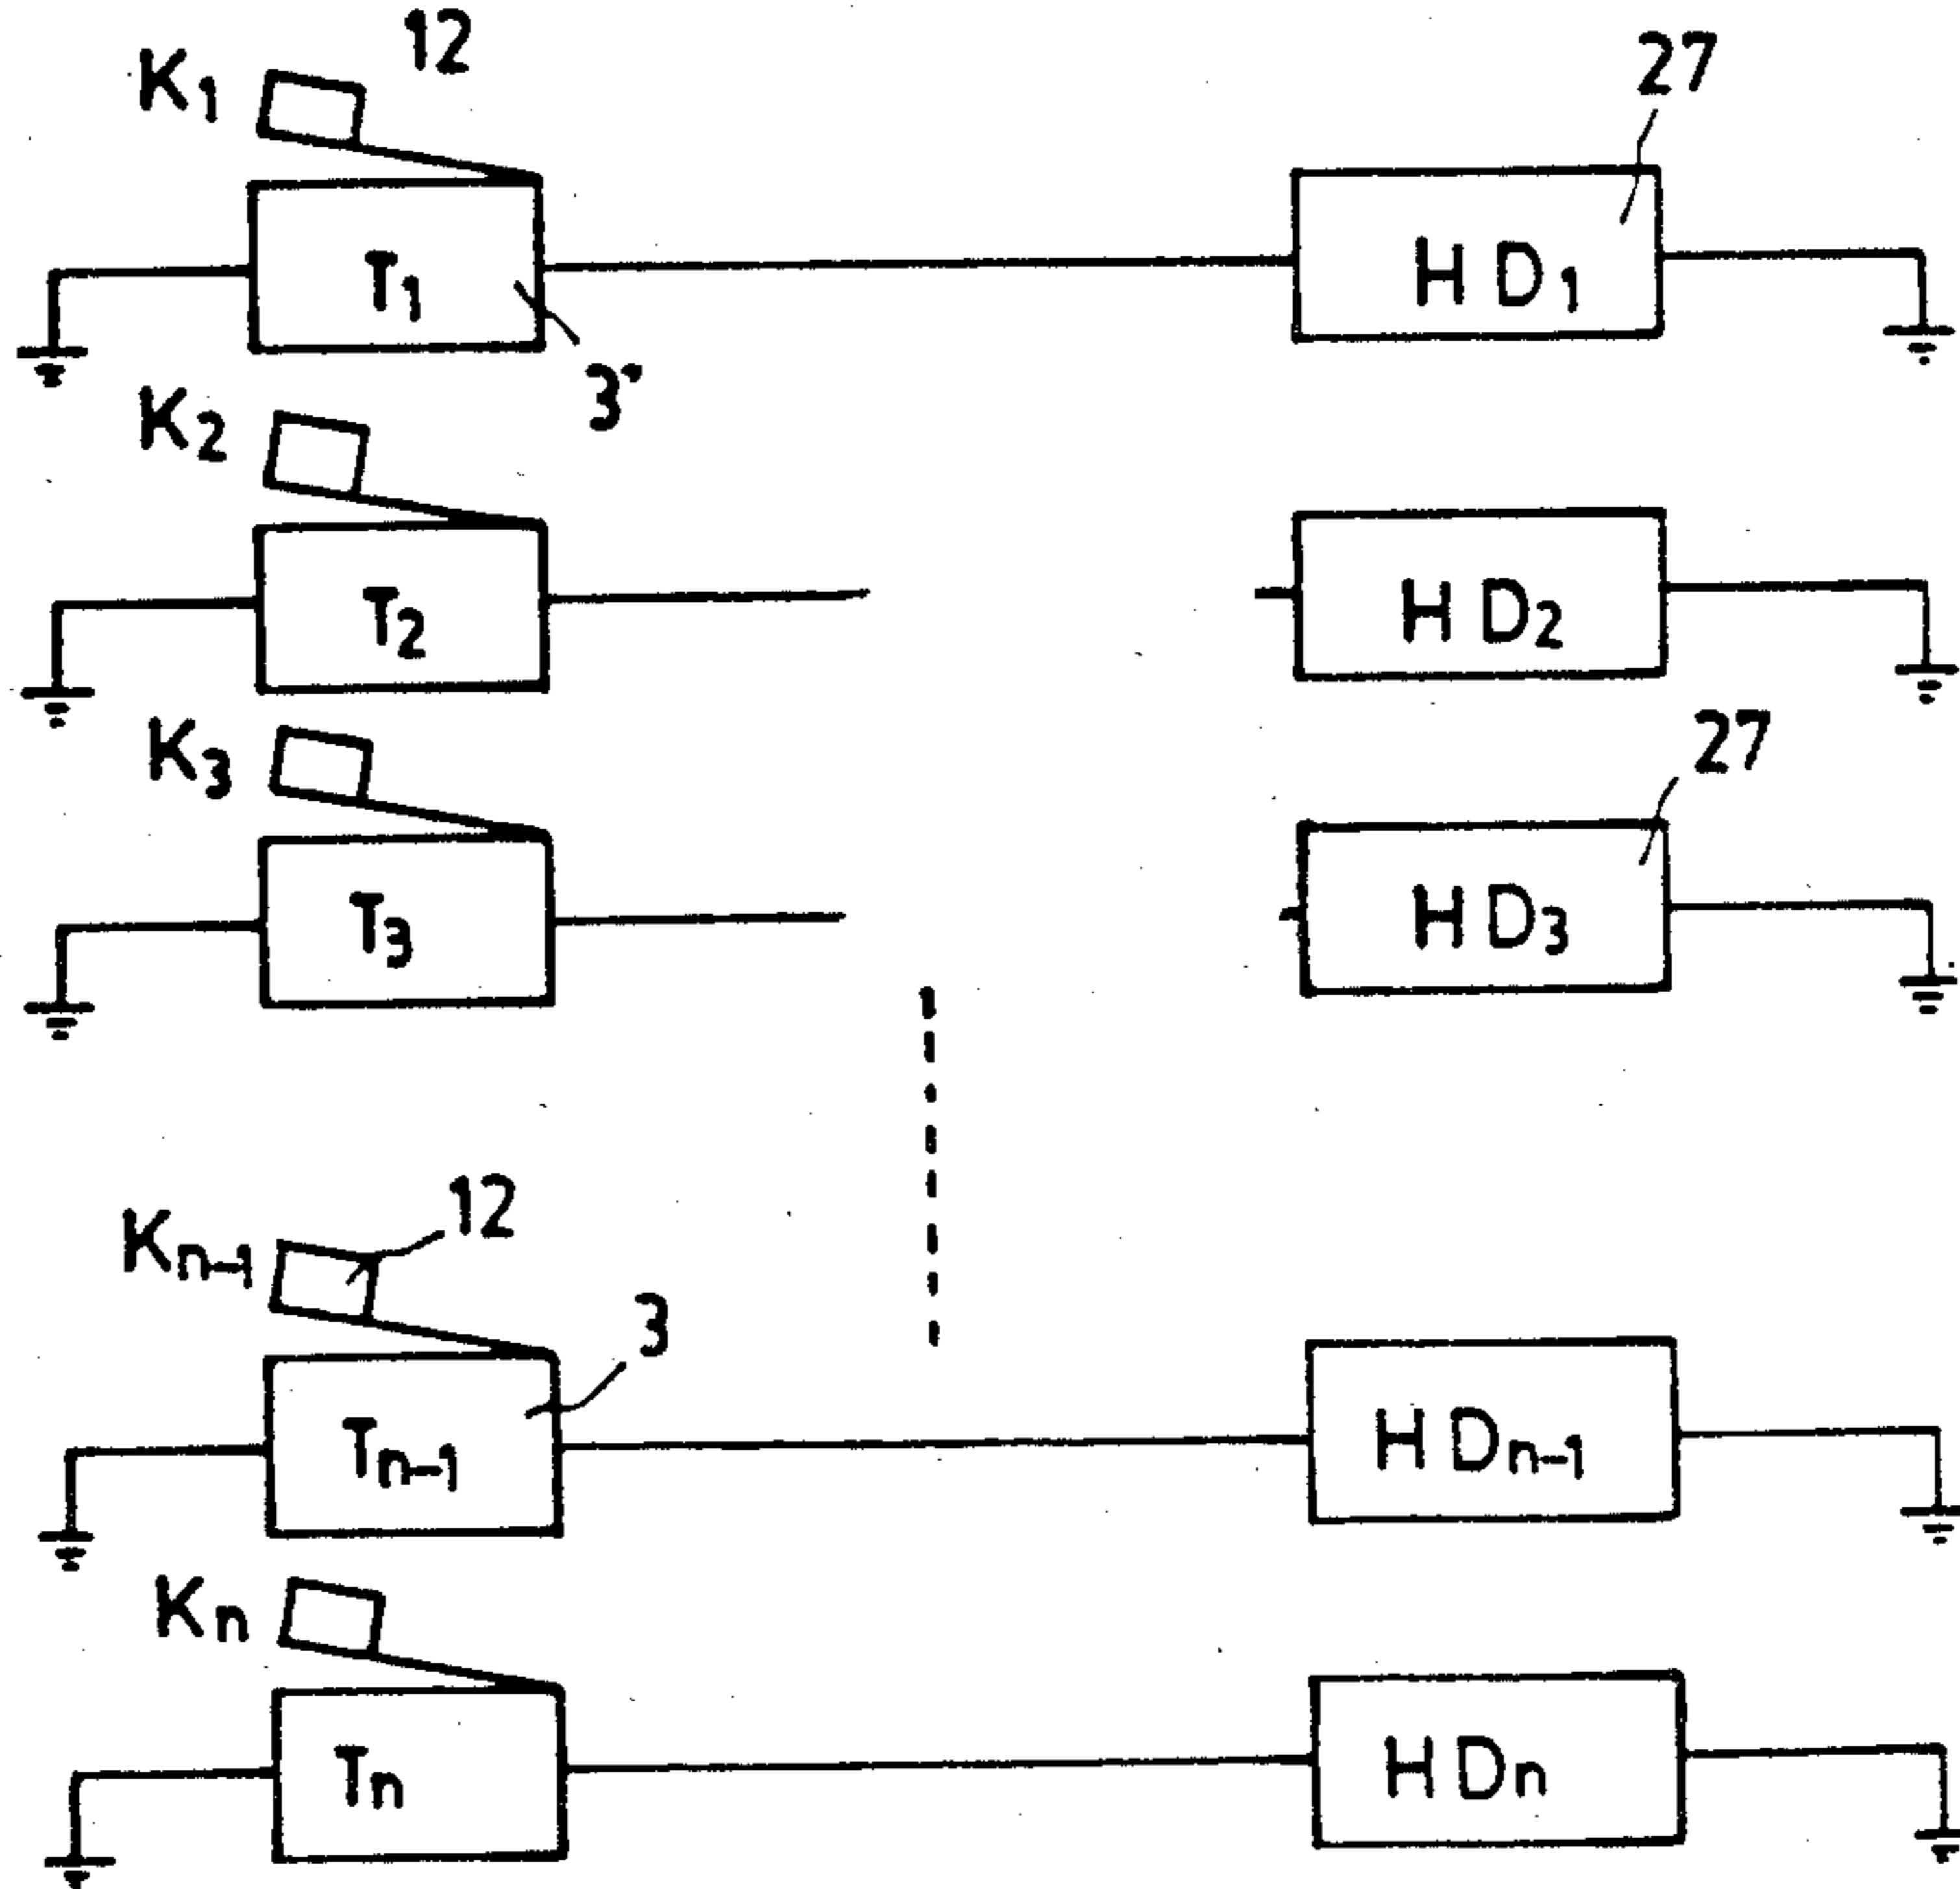 K1 12 27
T1 HD1
3'
K2
T2 HD2
K3 27
T3 HD3
Kn-1 12
3
Tn-1 HDn-1
Kn
Tn HDn